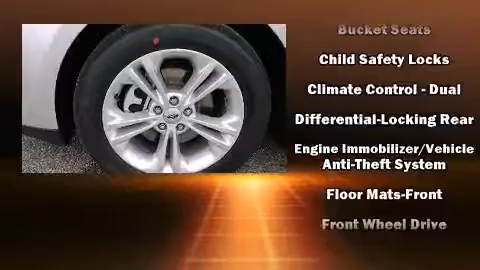 Bucket Seats
Child Safety Locks
Climate Control - Dual
Differential-Locking Rear
Engine Immobilizer/Vehicle
Anti-Theft System
Floor Mats-Front
Front Wheel Drive